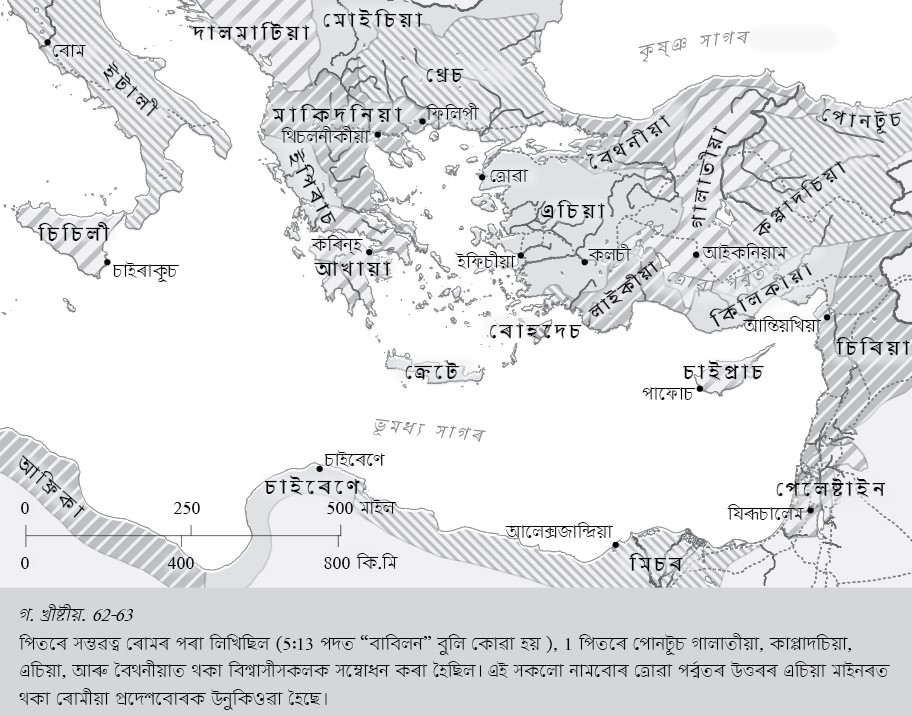 দালমাটিয়া
মোইচিয়া
কৃষ্ঞ সাগৰ
ৰোম
ইটালী
থ্ৰেচ
মাকিদনিয়া
ফিলিপী
থিচলনীকীয়া
পোনটুচ
বৈথনীয়া
গালাতীয়া
ত্ৰোৱা
ইপিৰাচ
কপ্পাদচিয়া
এচিয়া
চিচিলী
কৰিন্হ
আখায়া
ইফিচীয়া
কলচী
আইকনিয়াম
চাইৰাকূচ
ত্ৰোৱা পৰ্বত
লাইকীয়া
কিলিকীয়া
ৰোহদেচ
আন্তিয়খিয়া
চিৰিয়া
ক্ৰেটে
চাইপ্ৰাচ
পাফোচ
ভূমধ্য সাগৰ
চাইৰেণে
চাইৰেণে
আফ্ৰিকা
পেলেষ্টাইন
0 250 500 মাইল
যিৰূচালেম
আলেক্সজান্দ্ৰিয়া
0 400 800 কি.মি
মিচৰ
গ. খ্ৰীষ্টীয়. 62-63
পিতৰে সম্ভৱত্ব ৰোমৰ পৰা লিখিছিল (5:13 পদত “বাবিলন” বুলি কোৱা হয় ), 1 পিতৰে পোনটূচ গালাতীয়া, কাপ্পাদচিয়া,
এচিয়া, আৰু বৈথনীয়াত থকা বিশ্বাসীসকলক সম্বোধন কৰা হৈছিল। এই সকলো নামবোৰ ত্ৰোৱা পৰ্ব্বতৰ উত্তৰৰ এচিয়া মাইনৰত
থকা ৰোমীয়া প্ৰদেশবোৰক উনুকিওৱা হৈছে।